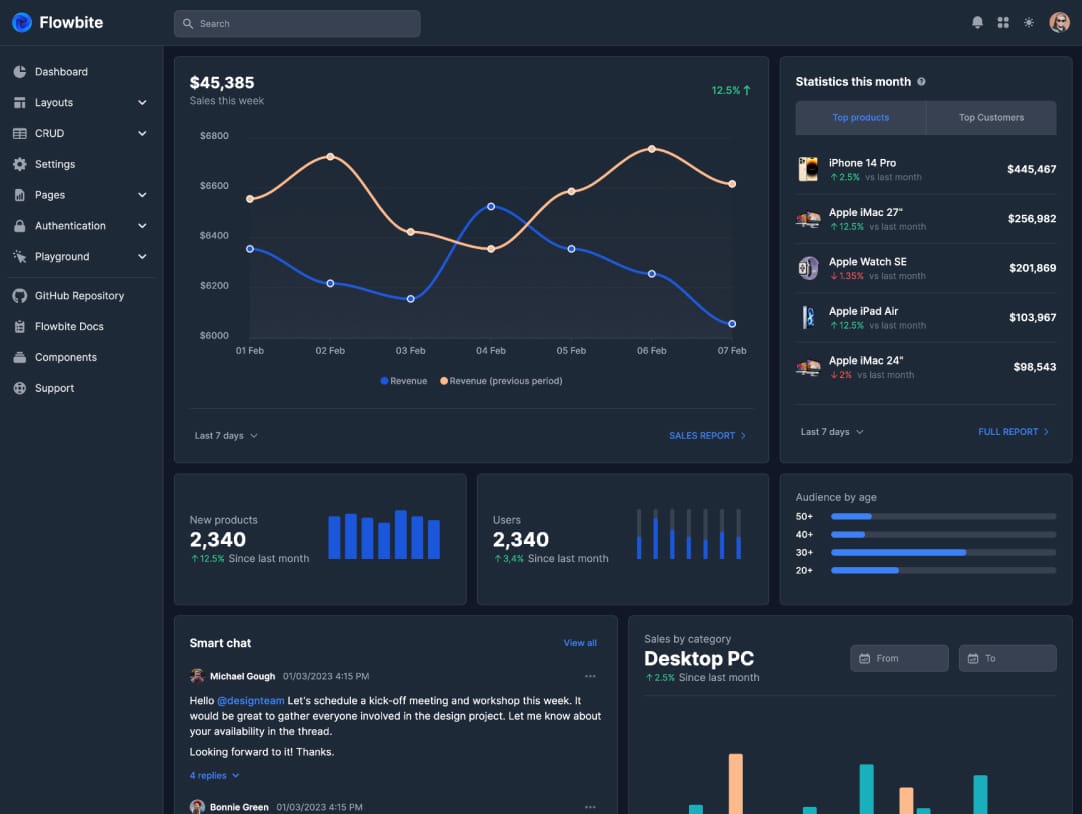 Flowbite
Search
Dashboard
Layouts
CRUD
Settings
Pages
Authentication
Playground
GitHub Repository
Flowbite Docs
Components
Support
$45,385
Sales this week
12.5%
$6800
$6600
$6400
$6200
$6000
01 Feb 02 Feb 03 Feb 04 Feb 05 Feb 06 Feb 07 Feb
Revenue Revenue (previous period)
Last 7 days
SALES REPORT
Statistics this month
Top products Top Customers
iPhone 14 Pro
2.5% vs last month
$445,467
Apple iMac 27"
12.5% vs last month
$256,982
Apple Watch SE
1.35% vs last month
$201,869
Apple iPad Air
12.5% vs last month
$103,967
Apple iMac 24"
2% vs last month
$98,543
Last 7 days
FULL REPORT
New products
2,340
12.5% Since last month
Users
2,340
3,4% Since last month
Audience by age
50+
40+
30+
20+
Smart chat
View all
Michael Gough 01/03/2023 4:15 PM
Hello @designteam Let's schedule a kick-off meeting and workshop this week. It
would be great to gather everyone involved in the design project. Let me know about
your availability in the thread.
Looking forward to it! Thanks.
4 replies
Bonnie Green 01/03/2023 4:15 PM
Sales by category
Desktop PC
2.5% Since last month
From
To